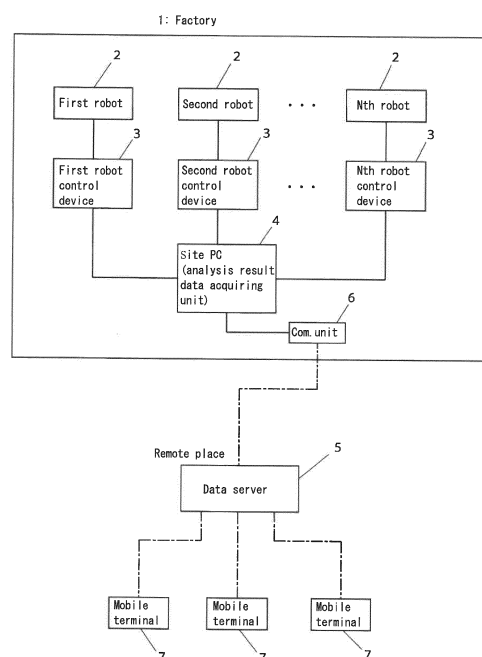 1: Factory
2 2 2
First robot Second robot ... Nth robot
3 3 3
First robot
control
device
Second robot
control
device
...
Nth robot
control
device
4
Site PC
(analysis result
data acquiring
unit)
6
Com. unit
Remote place
5
Data server
Mobile
terminal
Mobile
terminal
Mobile
terminal
7 7 7